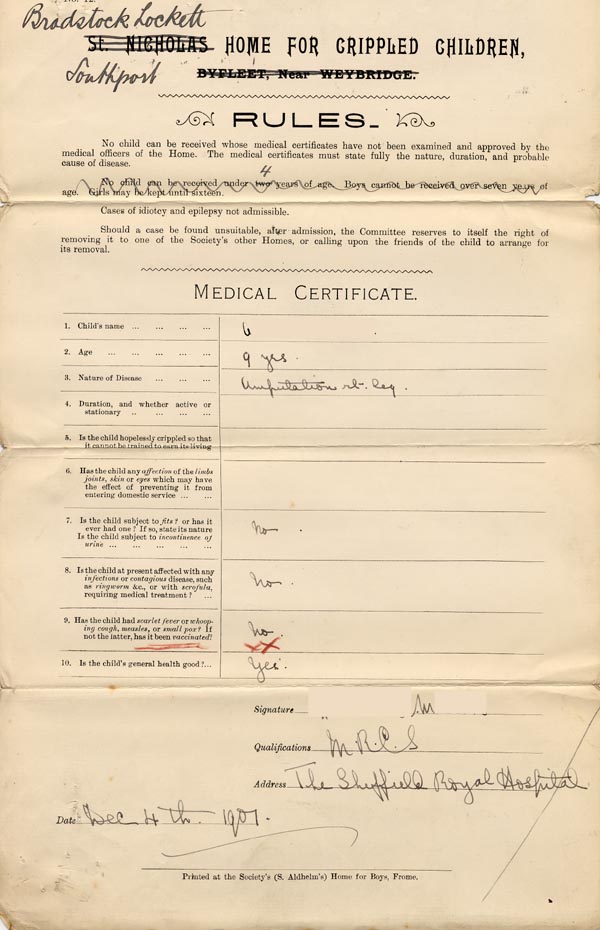 No. 12.
Bradstock Lockett
St. NICHOLAS HOME FOR CRIPPLED CHILDREN,
Southport
BYFLEET, Near WEYBRIDGE.
RULES.
No child can be received whose medical certificates have not been examined and approved by the
medical officers of the Home. The medical certificates must state fully the nature, duration, and probable
cause of disease.
4
No child can be received under two years of age. Boys cannot be received over seven years of
age. Girls may be kept until sixteen.
Cases of idiotcy and epilepsy not admissible.
Should a case be found unsuitable, after admission, the Committee reserves to itself the right of
removing it to one of the Society's other Homes, or calling upon the friends of the child to arrange for
its removal.
MEDICAL CERTIFICATE.
1. Child's name ... ... ... ...
2. Age ... ... ... ... ... 9 yrs.
3. Nature of Disease ... ... ... Amputation rt. leg.
4. Duration, and whether active or
stationary .. ... ... ...
5. Is the child hopelessly crippled so that
it cannot be trained to earn its living
6. Has the child any affection of the limbs
joints, skin or eyes which may have
the effect of preventing it from
entering domestic service ... ...
7. Is the child subject to fits? or has it
ever had one? If so, state its nature No.
Is the child subject to incontinence of
urine ... ... ... ... ...
8. Is the child at present affected with any
infectious or contagious disease, such No.
as ringworm &c., or with scrofula,
requiring medical treatment? ...
9. Has the child had scarlet fever or whoop-
ing cough, measles, or small pox? If No.
not the latter, has it been vaccinated? XX
10. Is the child's general health good?... Yes.
Signature M
Qualifications M.R.C.S
Address The Sheffield Royal Hospital
Date Dec 4th. 1907.
Printed at the Society's (S. Aldhelm's) Home for Boys, Frome.